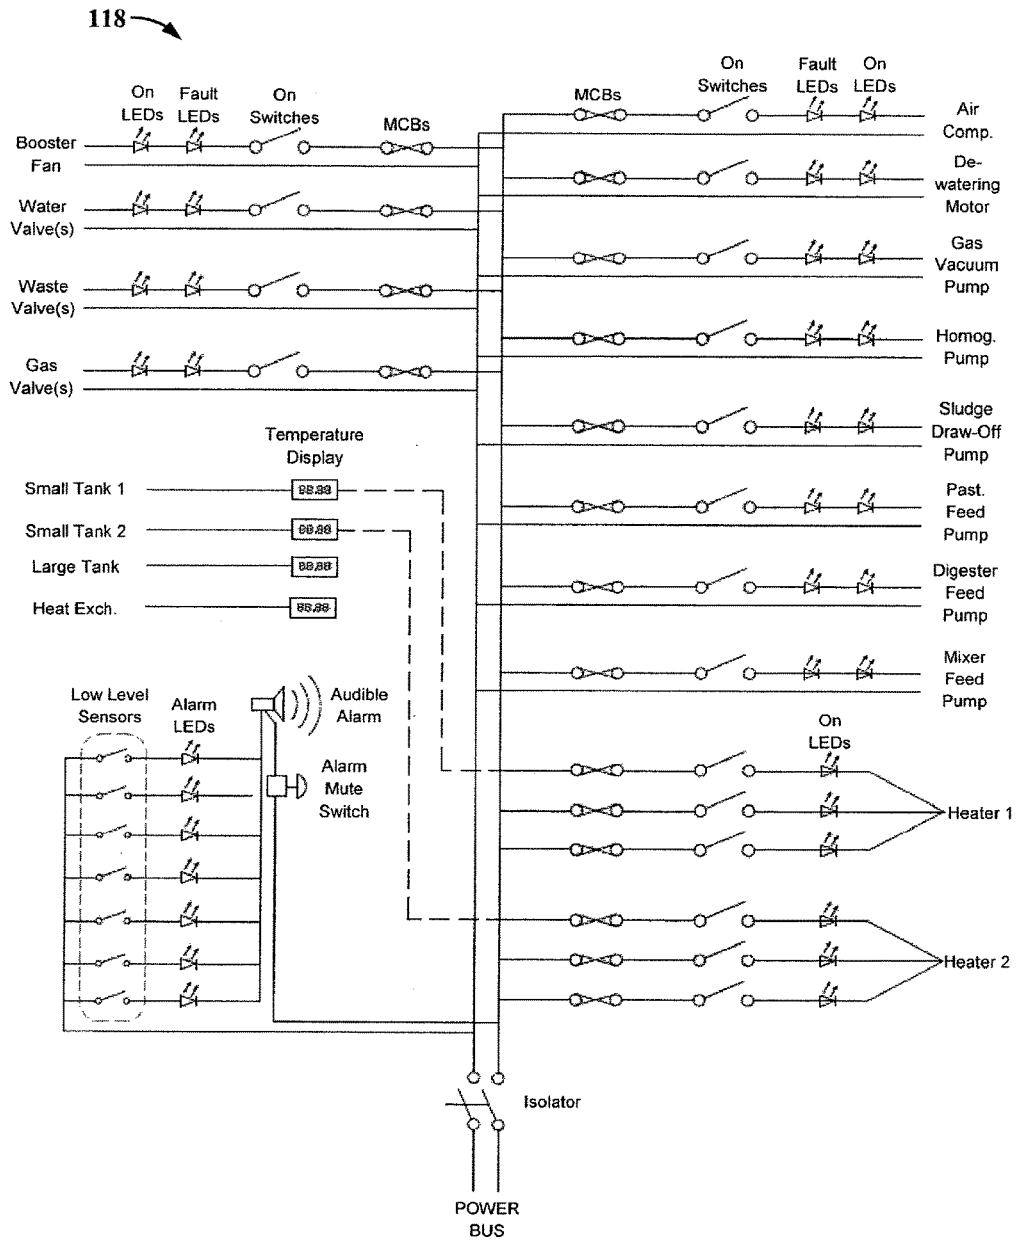 118
On
LEDs
Fault
LEDs
On
Switches
MCBs
Booster
Fan
Water
Valve(s)
Waste
Valve(s)
Gas
Valve(s)
MCBs
On
Switches
Fault
LEDs
On
LEDs
Air
Comp.
De-
watering
Motor
Gas
Vacuum
Pump
Homog.
Pump
Sludge
Draw-Off
Pump
Past.
Feed
Pump
Digester
Feed
Pump
Mixer
Feed
Pump
Temperature
Display
Small Tank 1
88.88
Small Tank 2
88.88
Large Tank
88.88
Heat Exch.
88.88
Low Level
Sensors
Alarm
LEDs
Audible
Alarm
Alarm
Mute
Switch
On
LEDs
Heater 1
Heater 2
Isolator
POWER
BUS